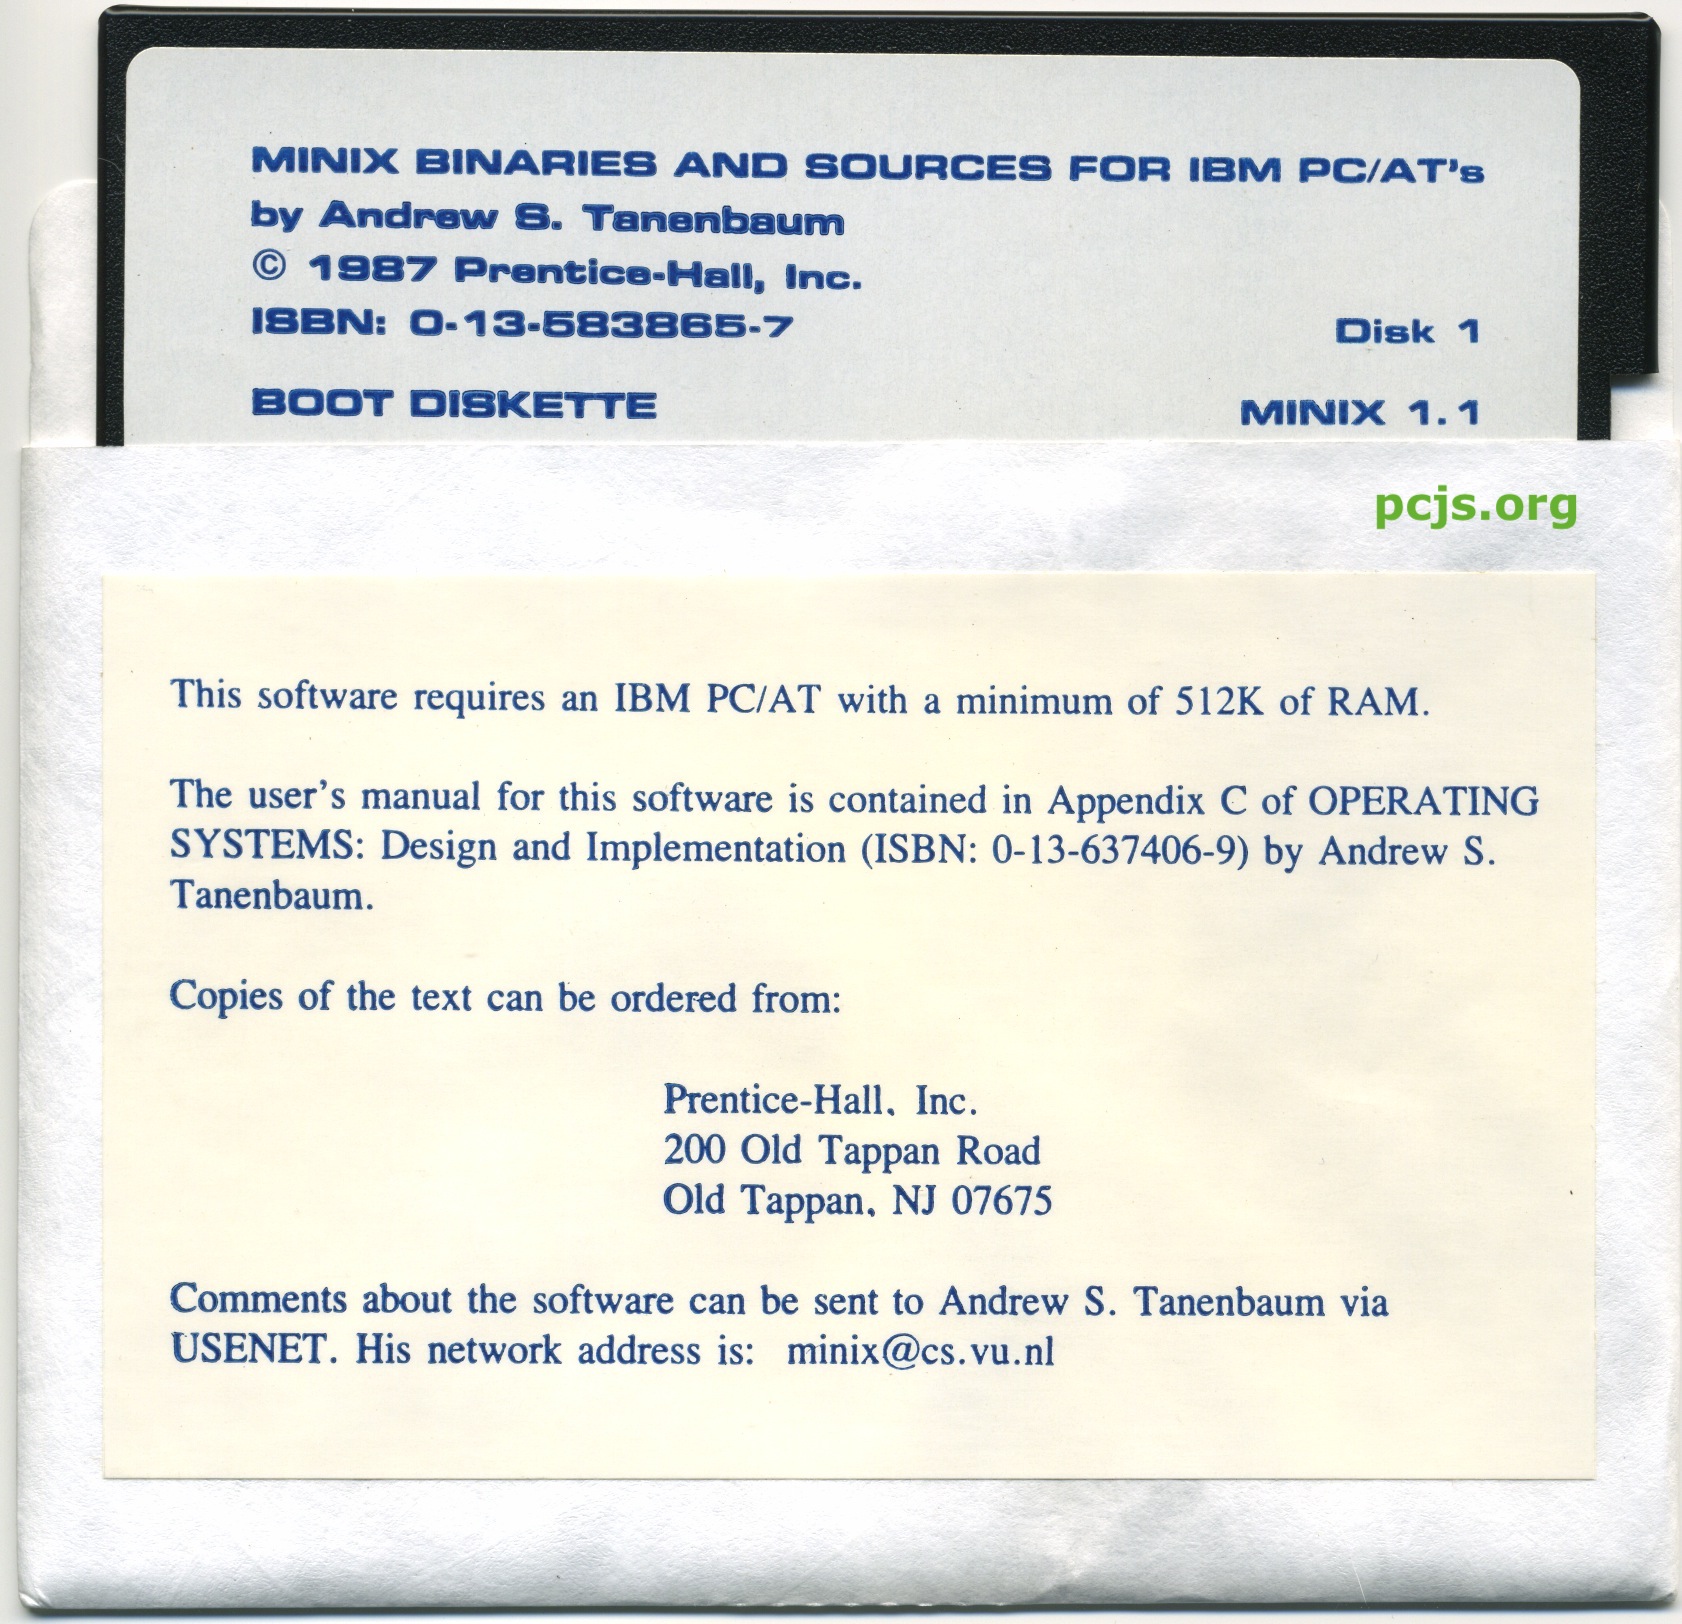 MINIX BINARIES AND SOURCES FOR IBM PC/AT's
by Andrew S. Tanenbaum
© 1987 Prentice-Hall, Inc.
ISBN: 0-13-583865-7
Disk 1
BOOT DISKETTE
MINIX 1.1
pcjs.org
This software requires an IBM PC/AT with a minimum of 512K of RAM.
The user's manual for this software is contained in Appendix C of OPERATING
SYSTEMS: Design and Implementation (ISBN: 0-13-637406-9) by Andrew S.
Tanenbaum.
Copies of the text can be ordered from:
Prentice-Hall, Inc.
200 Old Tappan Road
Old Tappan, NJ 07675
Comments about the software can be sent to Andrew S. Tanenbaum via
USENET. His network address is: minix@cs.vu.nl